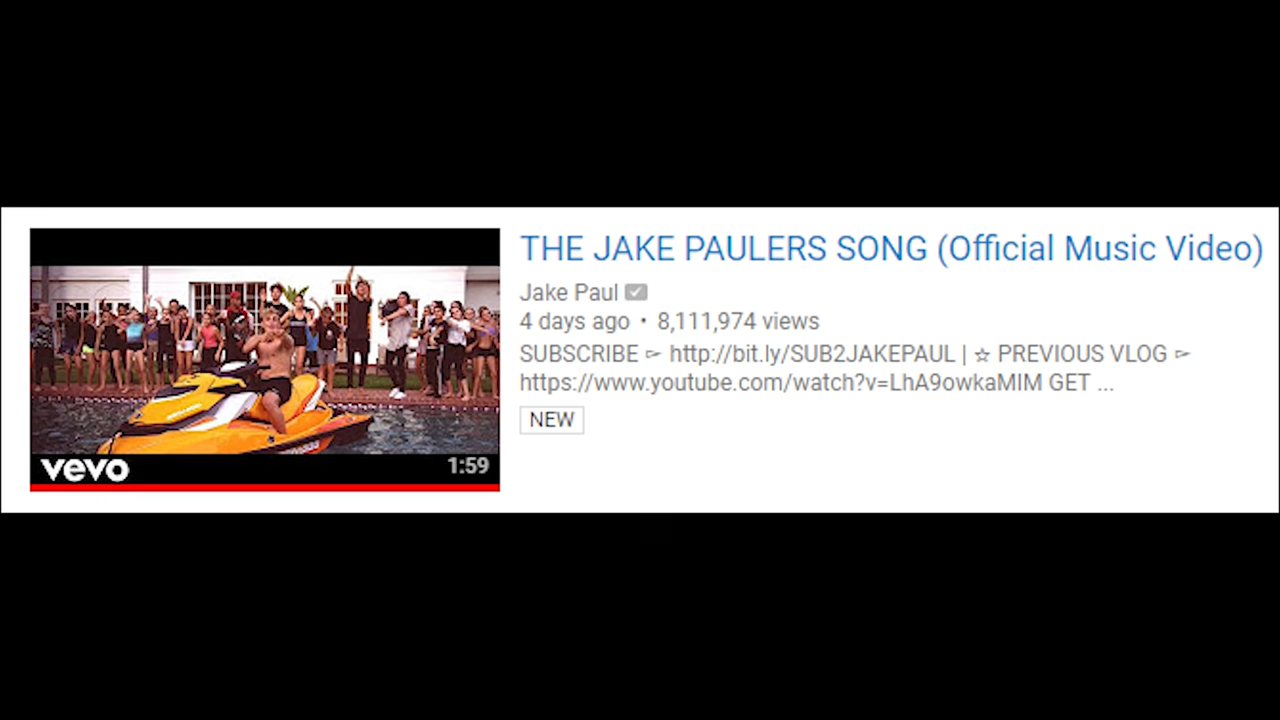 THE JAKE PAULERS SONG (Official Music Video)
Jake Paul
4 days ago • 8,111,974 views
SUBSCRIBE ➣ http://bit.ly/SUB2JAKEPAUL | ☆ PREVIOUS VLOG ➣
https://www.youtube.com/watch?v=LhA9owkaMIM GET ...
NEW
vevo
1:59